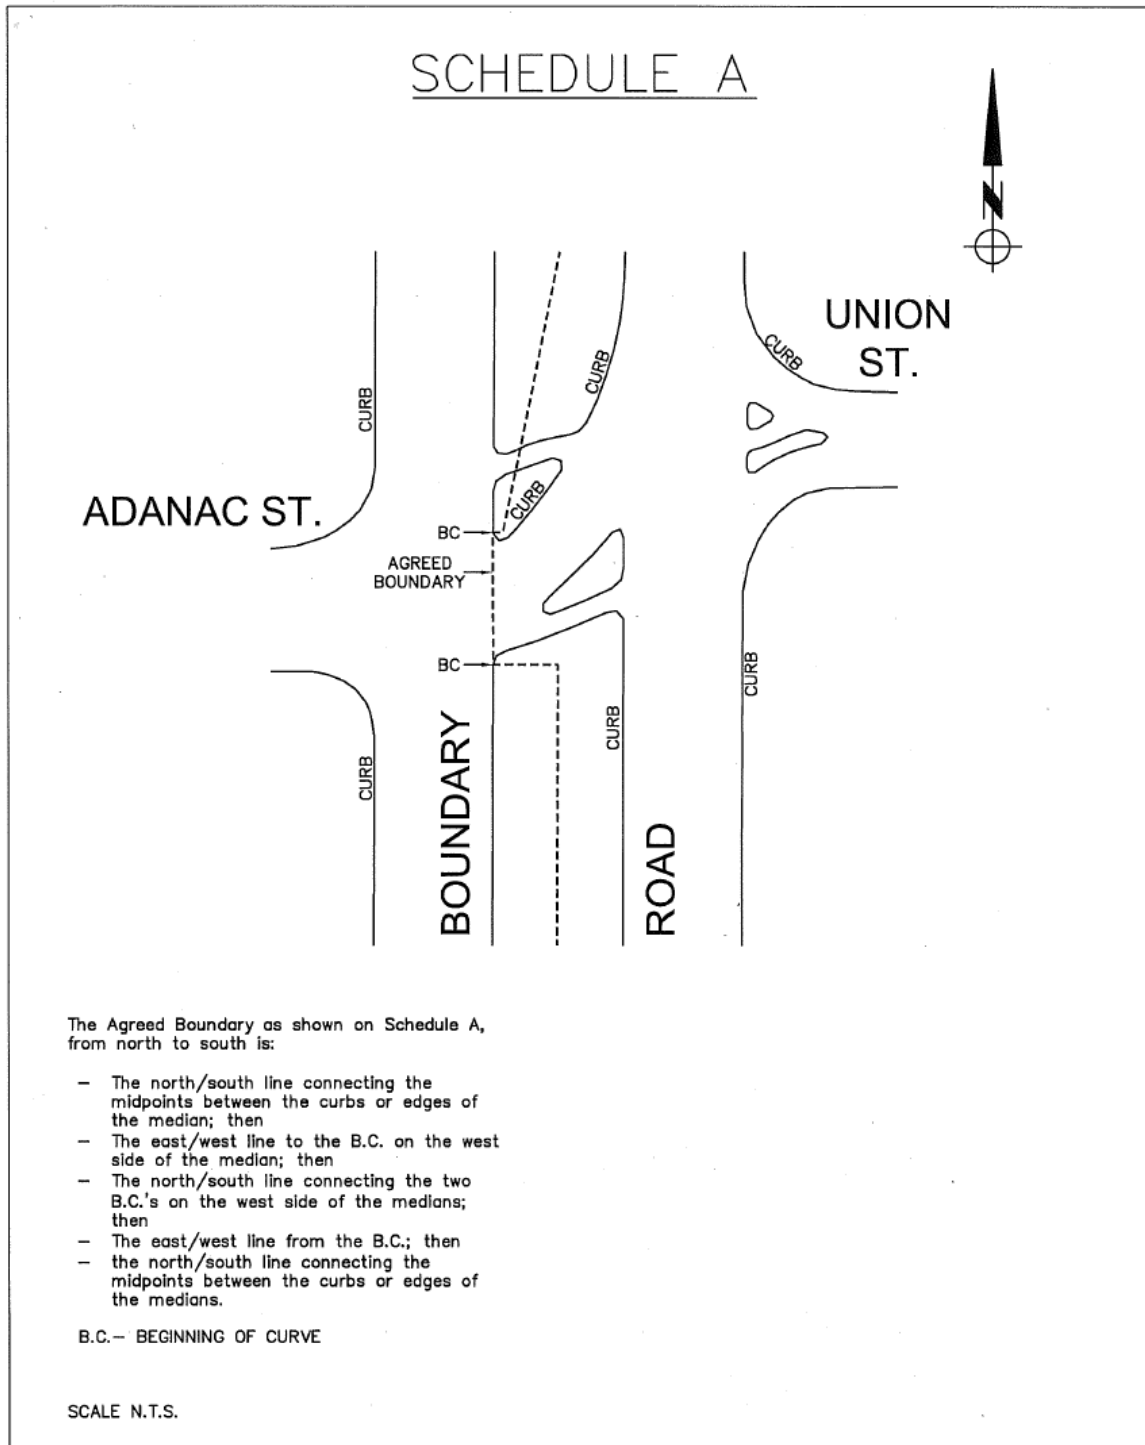 SCHEDULE A
N
UNION
ST.
CURB
CURB
CURB
ADANAC ST.
CURB
BC
AGREED
BOUNDARY
BC
CURB
CURB
CURB
BOUNDARY
ROAD
The Agreed Boundary as shown on Schedule A,
from north to south is:
– The north/south line connecting the
midpoints between the curbs or edges of
the median; then
– The east/west line to the B.C. on the west
side of the median; then
– The north/south line connecting the two
B.C.'s on the west side of the medians;
then
– The east/west line from the B.C.; then
– the north/south line connecting the
midpoints between the curbs or edges of
the medians.
B.C.– BEGINNING OF CURVE
SCALE N.T.S.